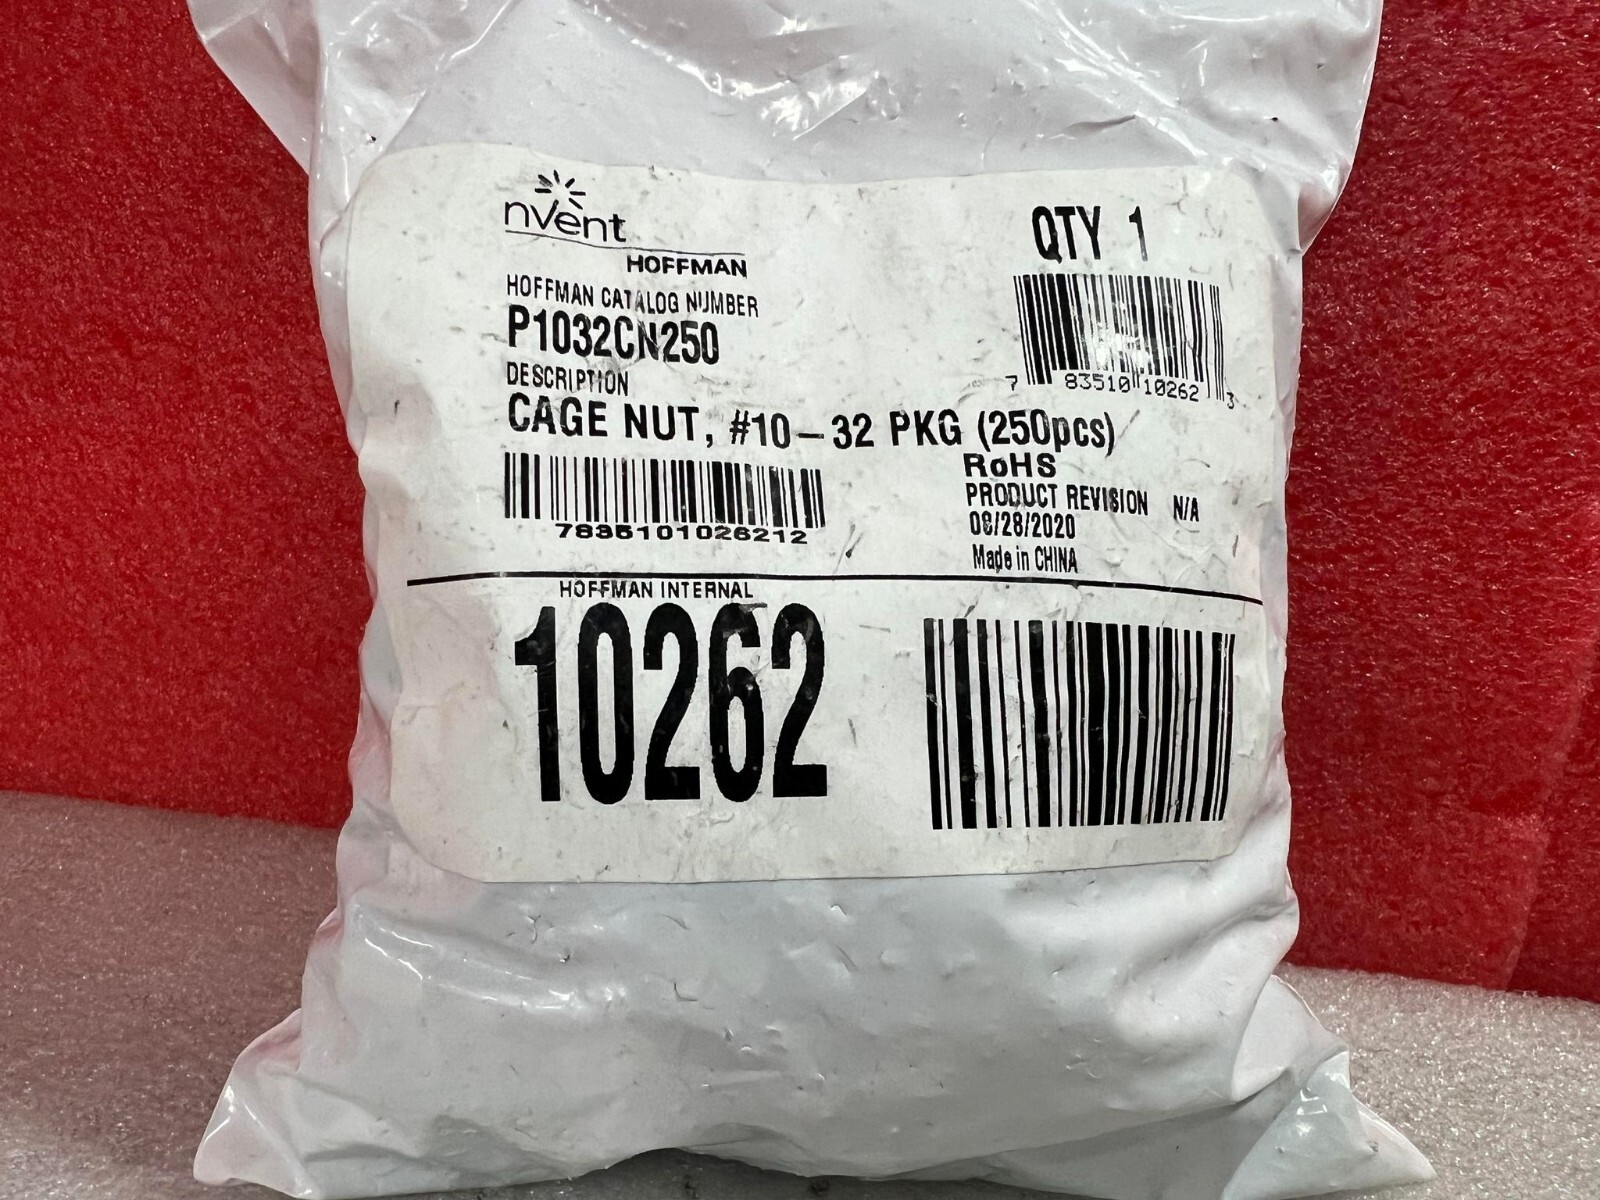 nVent
HOFFMAN
HOFFMAN CATALOG NUMBER
P1032CN250
DESCRIPTION
CAGE NUT, #10-32 PKG (250pcs)
QTY 1
7 83510 10262 3
7835101026212
RoHS
PRODUCT REVISION N/A
08/28/2020
Made in CHINA
HOFFMAN INTERNAL
10262